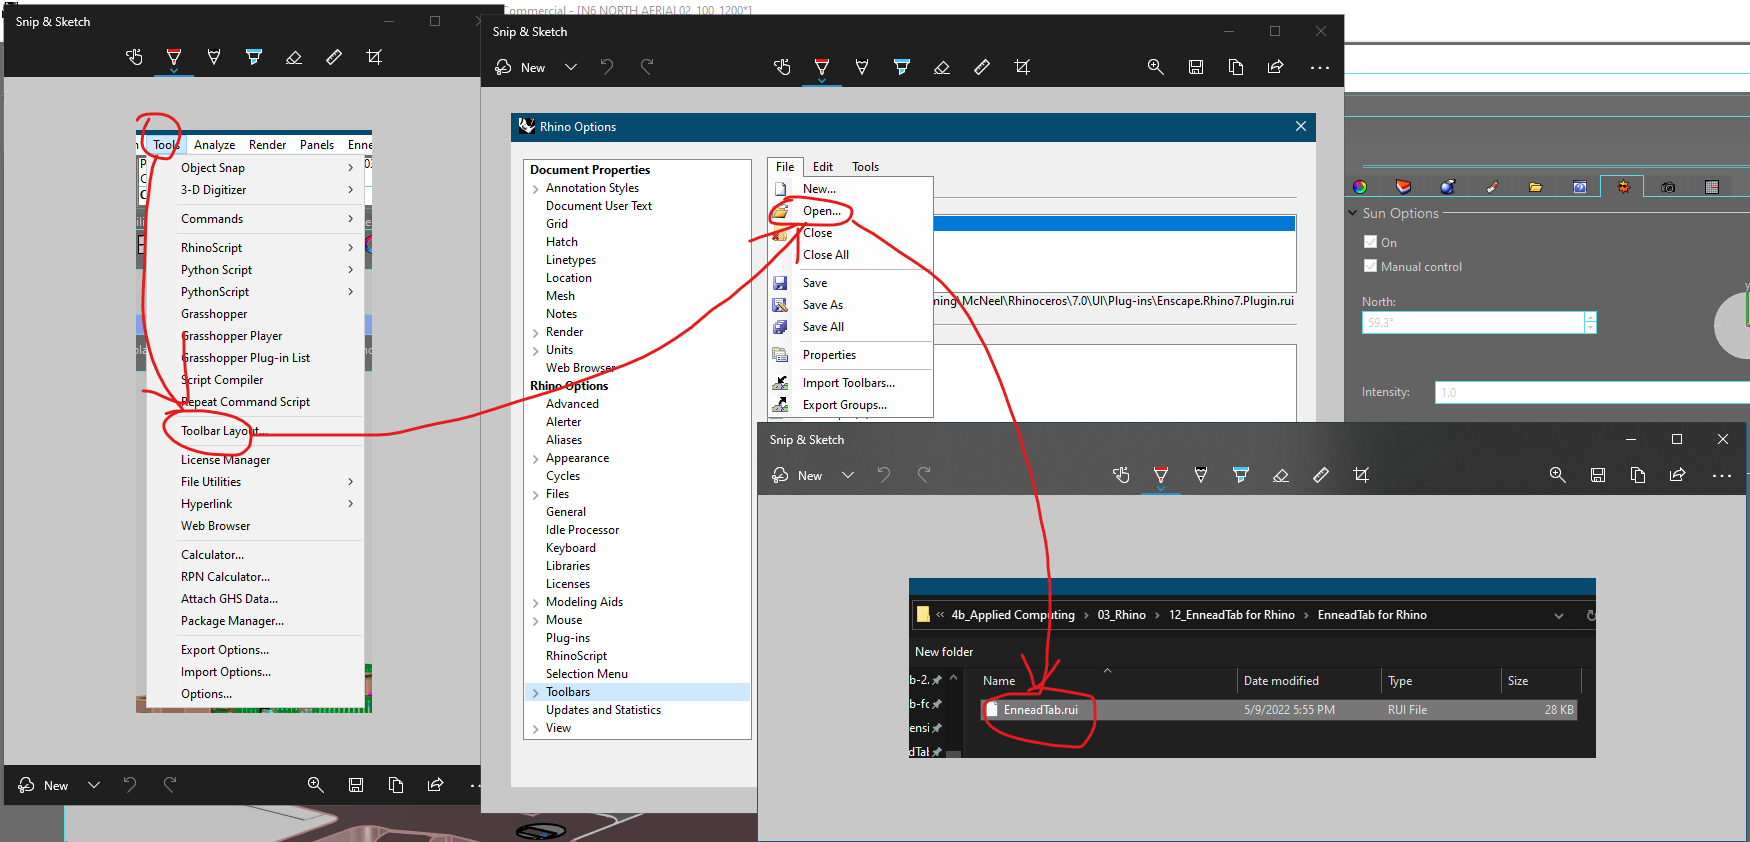 Commercial - [N6 NORTH AERIAL02_100_1200*]
Snip & Sketch
Tools Analyze Render Panels Enne
Object Snap
3-D Digitizer
Commands
RhinoScript
Python Script
PythonScript
Grasshopper
Grasshopper Player
Grasshopper Plug-in List
Script Compiler
Repeat Command Script
Toolbar Layout...
License Manager
File Utilities
Hyperlink
Web Browser
Calculator...
RPN Calculator...
Attach GHS Data...
Package Manager...
Export Options...
Import Options...
Options...
New
Snip & Sketch
New
Rhino Options
Document Properties
Annotation Styles
Document User Text
Grid
Hatch
Linetypes
Location
Mesh
Notes
Render
Units
Web Browser
Rhino Options
Advanced
Alerter
Aliases
Appearance
Cycles
Files
General
Idle Processor
Keyboard
Libraries
Licenses
Modeling Aids
Mouse
Plug-ins
RhinoScript
Selection Menu
Toolbars
Updates and Statistics
View
File Edit Tools
New...
Open...
Close
Close All
Save
Save As
Save All
Properties
Import Toolbars...
Export Groups...
ming\McNeel\Rhinoceros\7.0\UI\Plug-ins\Enscape.Rhino7.Plugin.rui
Sun Options
On
Manual control
North:
59.3°
Intensity: 1.0
y
Snip & Sketch
New
« 4b_Applied Computing › 03_Rhino › 12_EnneadTab for Rhino › EnneadTab for Rhino
New folder
Name Date modified Type Size
EnneadTab.rui 5/9/2022 5:55 PM RUI File 28 KB
b-2.
b-fc
ensi
dTal